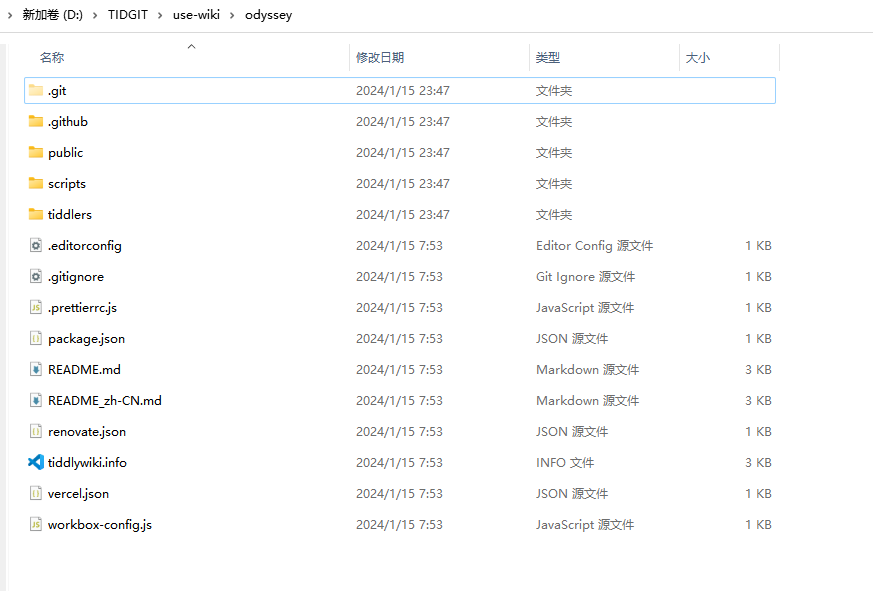 新加卷 (D:) › TIDGIT › use-wiki › odyssey
名称 修改日期 类型 大小
.git 2024/1/15 23:47 文件夹
.github 2024/1/15 23:47 文件夹
public 2024/1/15 23:47 文件夹
scripts 2024/1/15 23:47 文件夹
tiddlers 2024/1/15 23:47 文件夹
.editorconfig 2024/1/15 7:53 Editor Config 源文件 1 KB
.gitignore 2024/1/15 7:53 Git Ignore 源文件 1 KB
.prettierrc.js 2024/1/15 7:53 JavaScript 源文件 1 KB
package.json 2024/1/15 7:53 JSON 源文件 1 KB
README.md 2024/1/15 7:53 Markdown 源文件 3 KB
README_zh-CN.md 2024/1/15 7:53 Markdown 源文件 3 KB
renovate.json 2024/1/15 7:53 JSON 源文件 1 KB
tiddlywiki.info 2024/1/15 7:53 INFO 文件 3 KB
vercel.json 2024/1/15 7:53 JSON 源文件 1 KB
workbox-config.js 2024/1/15 7:53 JavaScript 源文件 1 KB